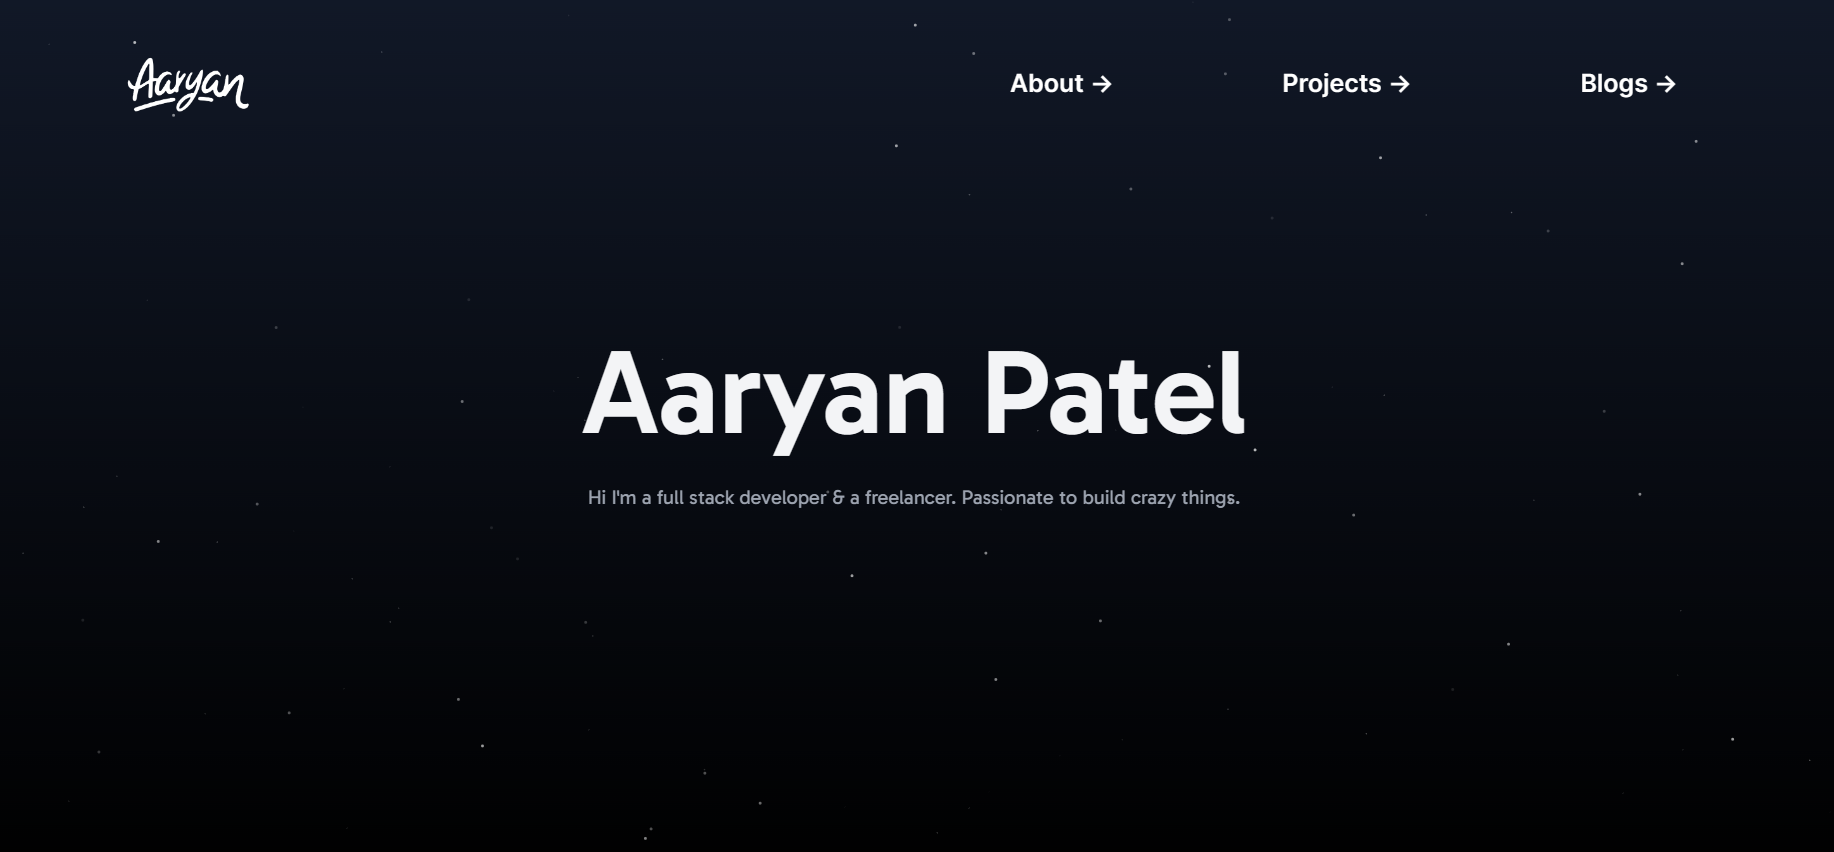 Aaryan
About →
Projects →
Blogs →
Aaryan Patel
Hi I'm a full stack developer & a freelancer. Passionate to build crazy things.